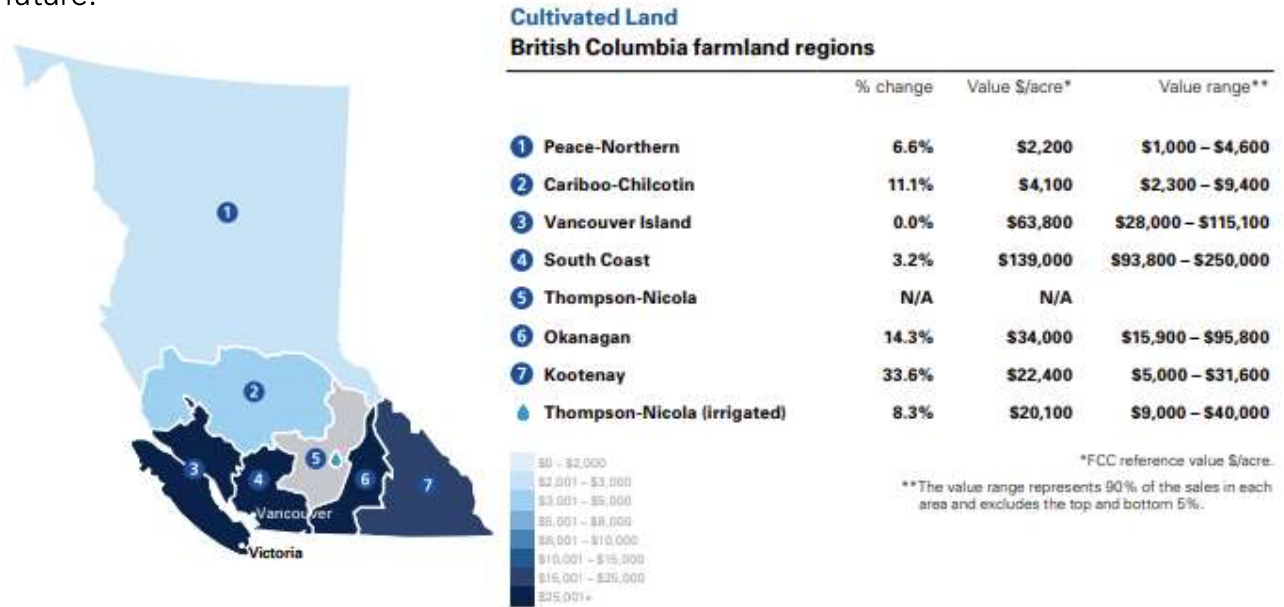 future.
Cultivated Land
British Columbia farmland regions
% change Value $/acre* Value range**
1 Peace-Northern 6.6% $2,200 $1,000 – $4,600
2 Cariboo-Chilcotin 11.1% $4,100 $2,300 – $9,400
3 Vancouver Island 0.0% $63,800 $28,000 – $115,100
4 South Coast 3.2% $139,000 $93,800 – $250,000
5 Thompson-Nicola N/A N/A
6 Okanagan 14.3% $34,000 $15,900 – $95,800
7 Kootenay 33.6% $22,400 $5,000 – $31,600
Thompson-Nicola (irrigated) 8.3% $20,100 $9,000 – $40,000
*FCC reference value $/acre.
**The value range represents 90% of the sales in each
area and excludes the top and bottom 5%.
$0 – $2,000
$2,001 – $3,000
$3,001 – $5,000
$5,001 – $8,000
$8,001 – $10,000
$10,001 – $15,000
$15,001 – $25,000
$25,001+
1
2
3
4
5
6
7
Vancouver
Victoria